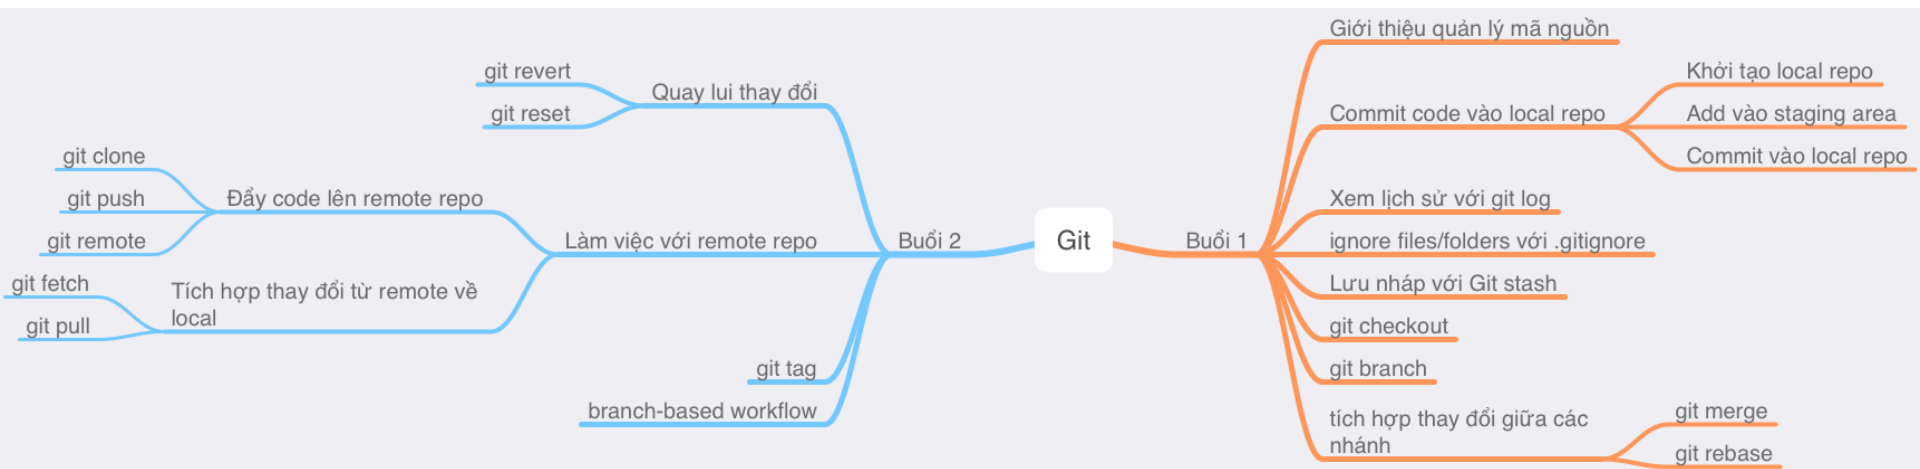 Git
Buổi 1
Giới thiệu quản lý mã nguồn
Commit code vào local repo
Khởi tạo local repo
Add vào staging area
Commit vào local repo
Xem lịch sử với git log
ignore files/folders với .gitignore
Lưu nháp với Git stash
git checkout
git branch
tích hợp thay đổi giữa các
nhánh
git merge
git rebase
Buổi 2
Quay lui thay đổi
git revert
git reset
Làm việc với remote repo
Đẩy code lên remote repo
git clone
git push
git remote
Tích hợp thay đổi từ remote về
local
git fetch
git pull
git tag
branch-based workflow